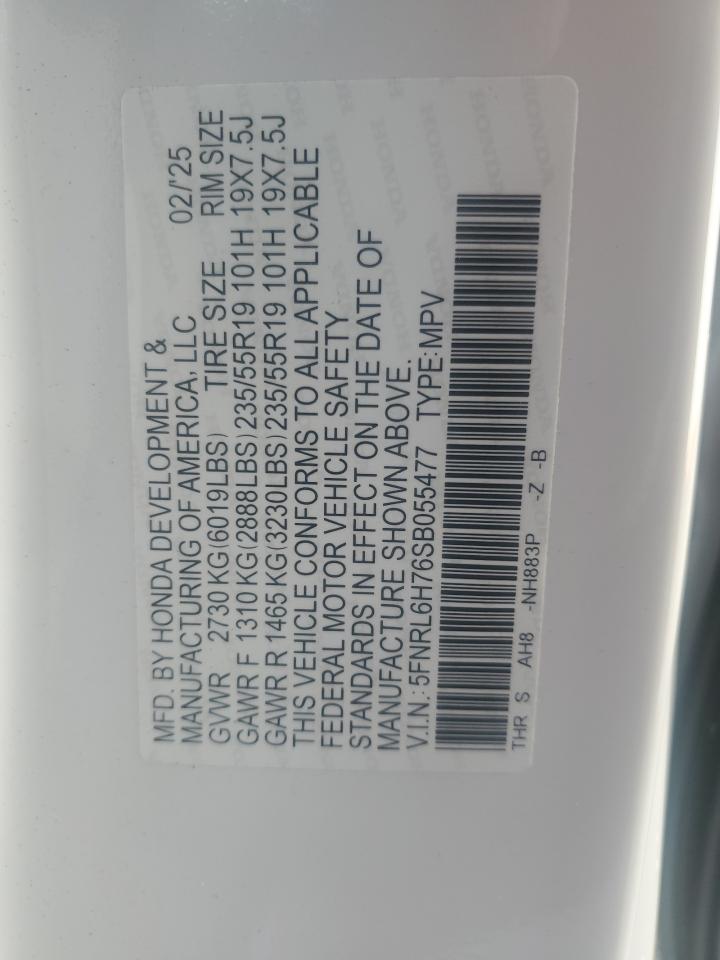 MFD. BY HONDA DEVELOPMENT &
MANUFACTURING OF AMERICA, LLC 02/'25
GVWR 2730 KG(6019LBS) TIRE SIZE RIM SIZE
GAWR F 1310 KG(2888LBS)235/55R19 101H 19X7.5J
GAWR R 1465 KG(3230LBS)235/55R19 101H 19X7.5J
THIS VEHICLE CONFORMS TO ALL APPLICABLE
FEDERAL MOTOR VEHICLE SAFETY
STANDARDS IN EFFECT ON THE DATE OF
MANUFACTURE SHOWN ABOVE.
V.I.N.:5FNRL6H76SB055477 TYPE:MPV
THR S AH8 -NH883P -Z -B
HONDA